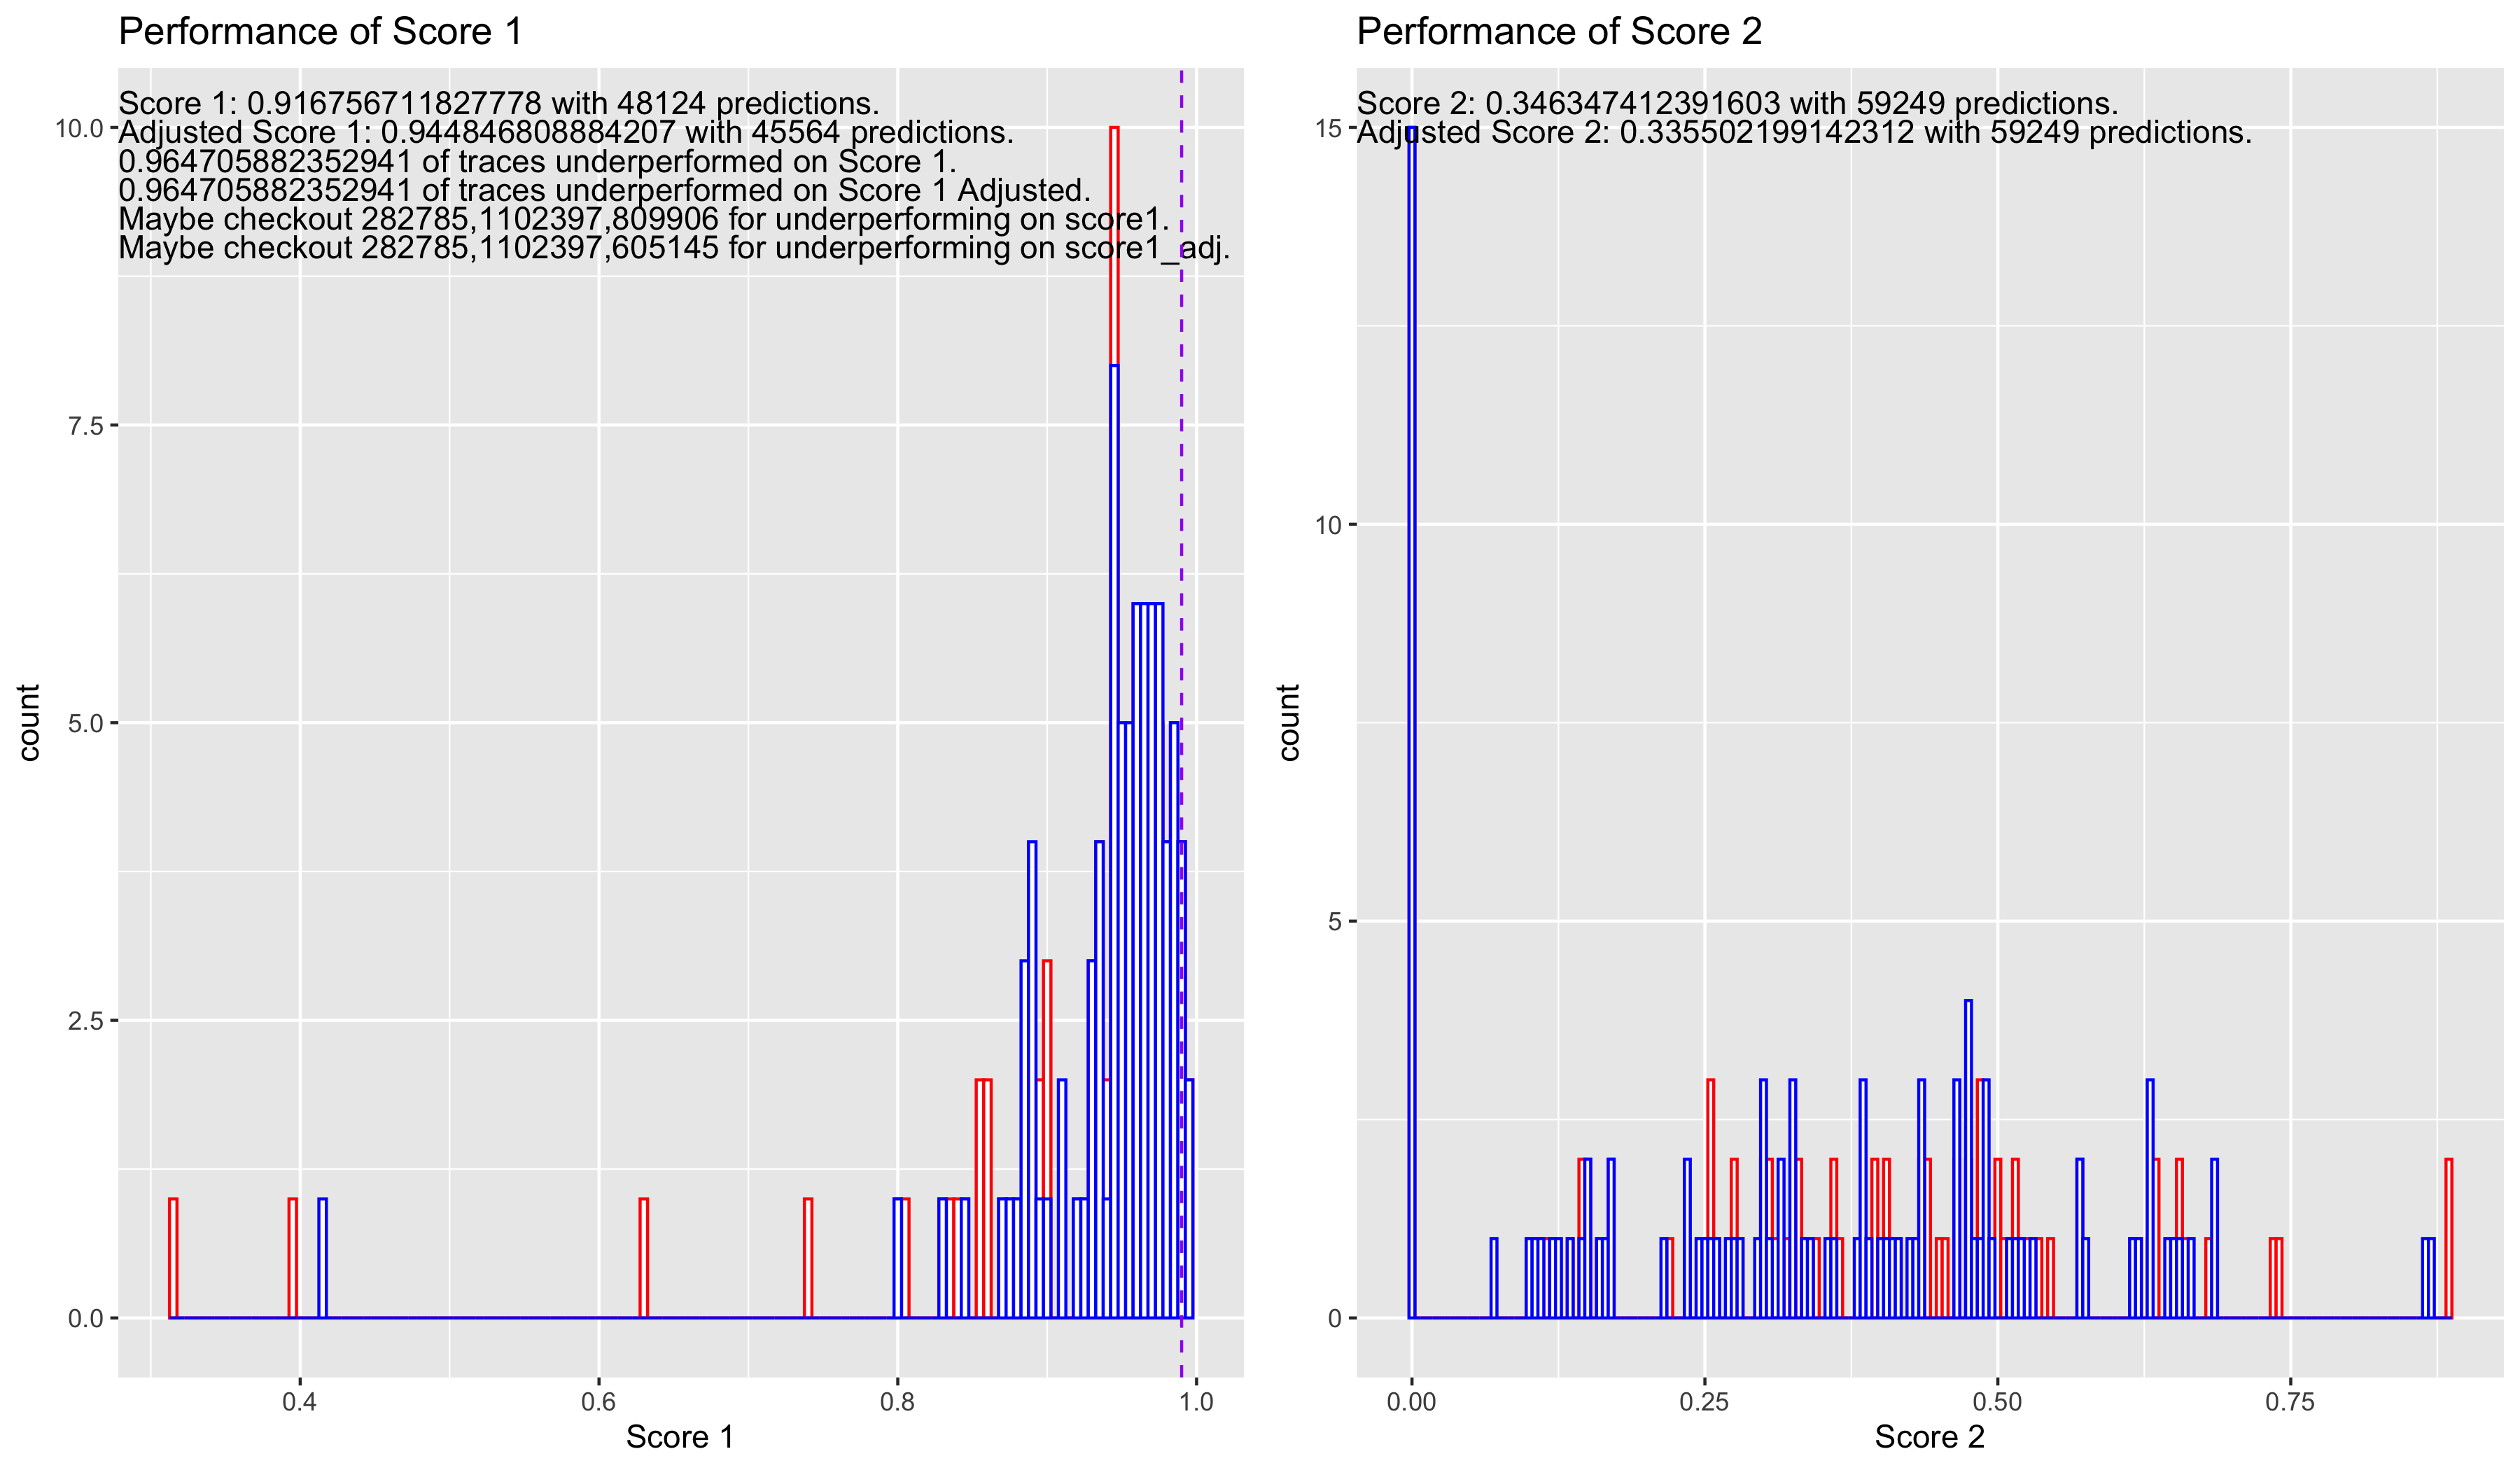 Performance of Score 1
Score 1: 0.916756711827778 with 48124 predictions.
Adjusted Score 1: 0.944846808884207 with 45564 predictions.
0.964705882352941 of traces underperformed on Score 1.
0.964705882352941 of traces underperformed on Score 1 Adjusted.
Maybe checkout 282785,1102397,809906 for underperforming on score1.
Maybe checkout 282785,1102397,605145 for underperforming on score1_adj.
10.0
7.5
5.0
2.5
0.0
count
0.4 0.6 0.8 1.0
Score 1
Performance of Score 2
Score 2: 0.346347412391603 with 59249 predictions.
Adjusted Score 2: 0.335502199142312 with 59249 predictions.
15
10
5
0
count
0.00 0.25 0.50 0.75
Score 2